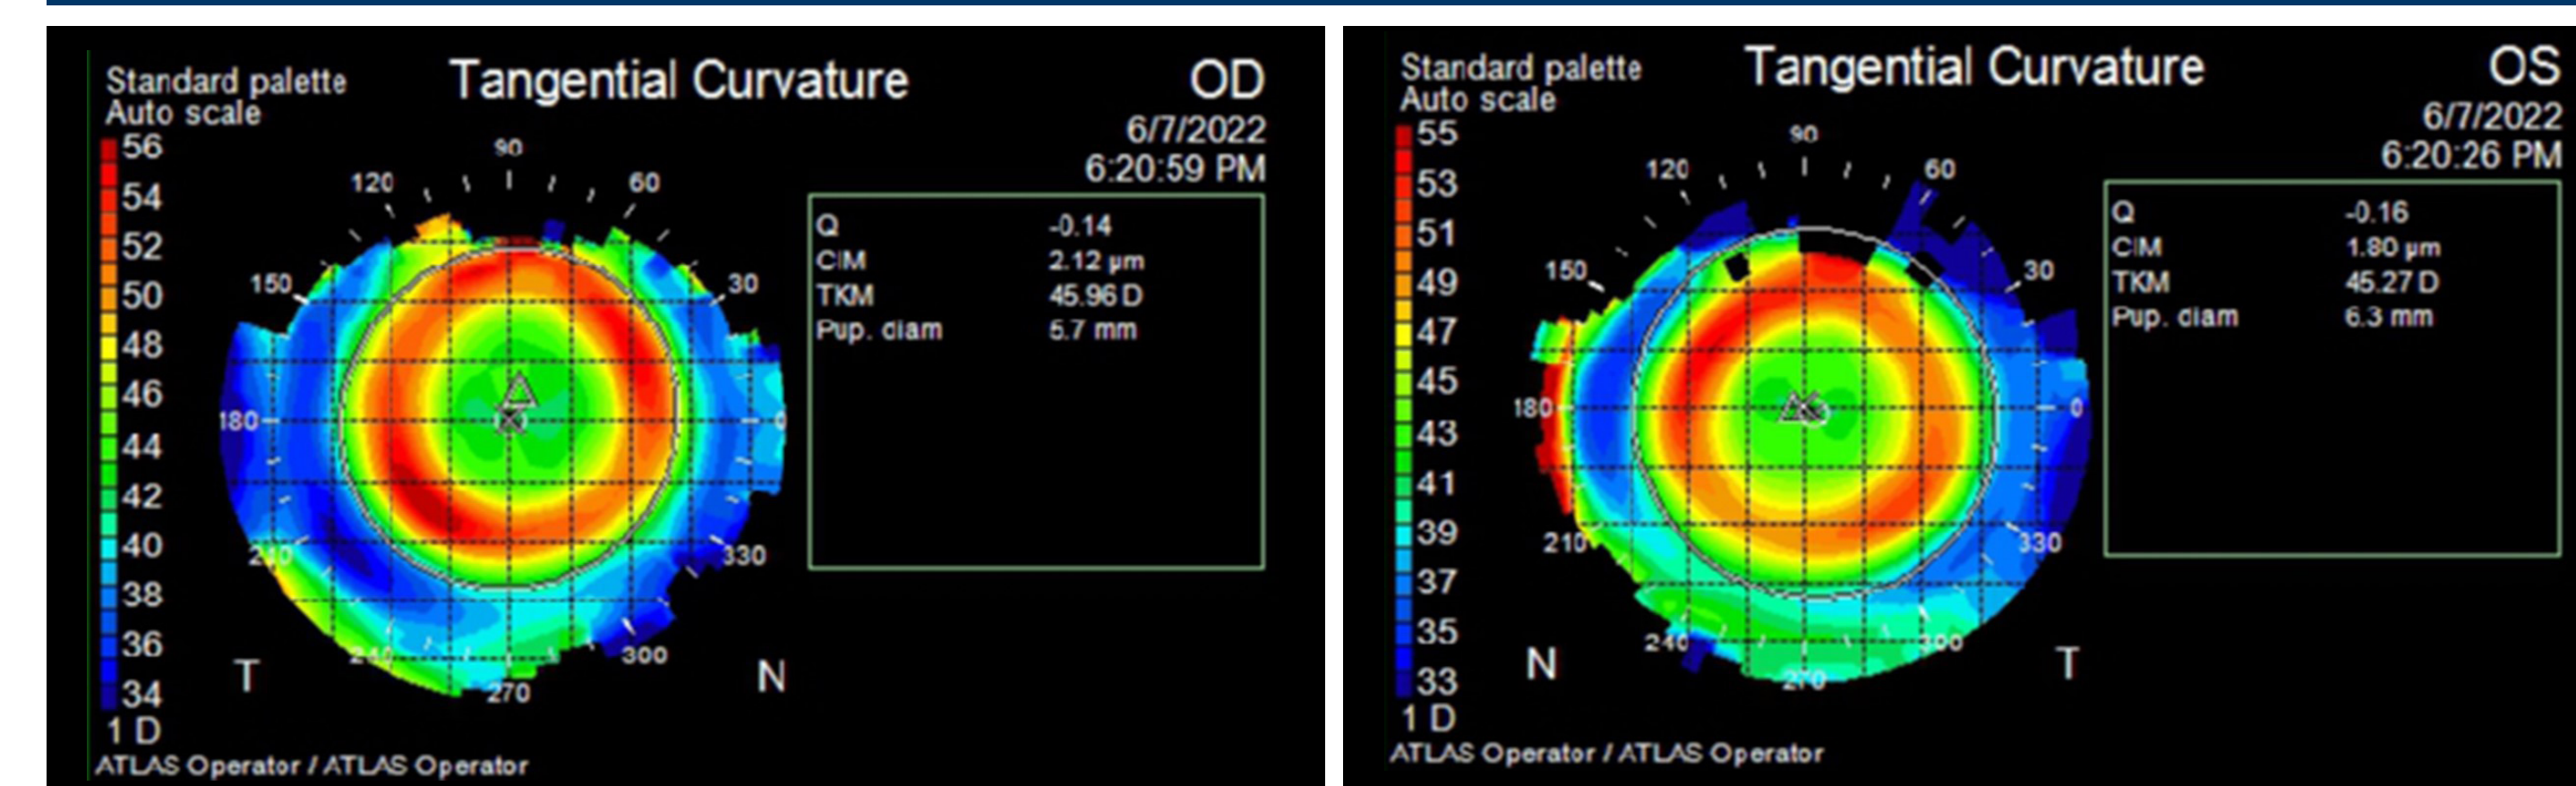 Standard palette
Auto scale
Tangential Curvature
OD
6/7/2022
6:20:59 PM
56
54
52
50
48
46
44
42
40
38
36
34
1 D
90
120
60
150
30
180
0
240
330
240
300
270
T
N
Q -0.14
CIM 2.12 µm
TKM 45.96 D
Pup. diam 5.7 mm
ATLAS Operator / ATLAS Operator
Standard palette
Auto scale
Tangential Curvature
OS
6/7/2022
6:20:26 PM
55
53
51
49
47
45
43
41
39
37
35
33
1 D
90
120
60
150
30
180
0
210
330
240
300
270
N
T
Q -0.16
CIM 1.80 µm
TKM 45.27 D
Pup. diam 6.3 mm
ATLAS Operator / ATLAS Operator